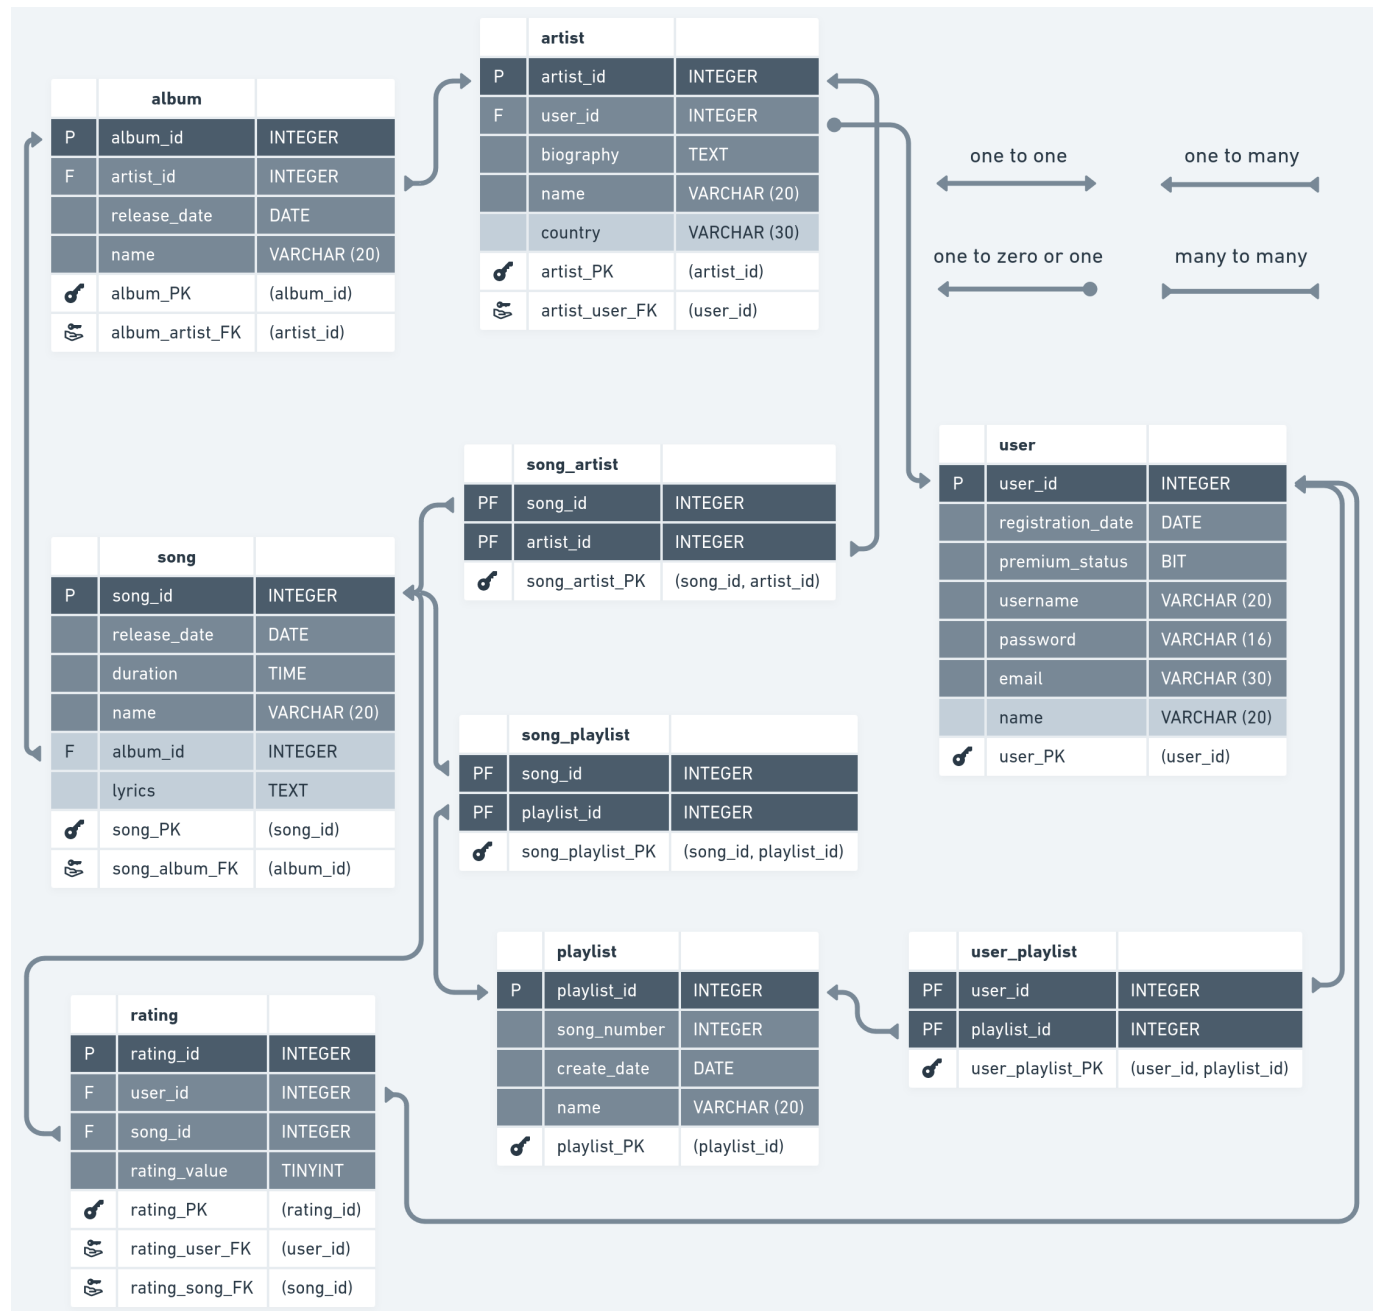 artist
P artist_id INTEGER
F user_id INTEGER
biography TEXT
name VARCHAR (20)
country VARCHAR (30)
artist_PK (artist_id)
artist_user_FK (user_id)
album
P album_id INTEGER
F artist_id INTEGER
release_date DATE
name VARCHAR (20)
album_PK (album_id)
album_artist_FK (artist_id)
one to one
one to many
one to zero or one
many to many
song_artist
PF song_id INTEGER
PF artist_id INTEGER
song_artist_PK (song_id, artist_id)
user
P user_id INTEGER
registration_date DATE
premium_status BIT
username VARCHAR (20)
password VARCHAR (16)
email VARCHAR (30)
name VARCHAR (20)
user_PK (user_id)
song
P song_id INTEGER
release_date DATE
duration TIME
name VARCHAR (20)
F album_id INTEGER
lyrics TEXT
song_PK (song_id)
song_album_FK (album_id)
song_playlist
PF song_id INTEGER
PF playlist_id INTEGER
song_playlist_PK (song_id, playlist_id)
playlist
P playlist_id INTEGER
song_number INTEGER
create_date DATE
name VARCHAR (20)
playlist_PK (playlist_id)
user_playlist
PF user_id INTEGER
PF playlist_id INTEGER
user_playlist_PK (user_id, playlist_id)
rating
P rating_id INTEGER
F user_id INTEGER
F song_id INTEGER
rating_value TINYINT
rating_PK (rating_id)
rating_user_FK (user_id)
rating_song_FK (song_id)